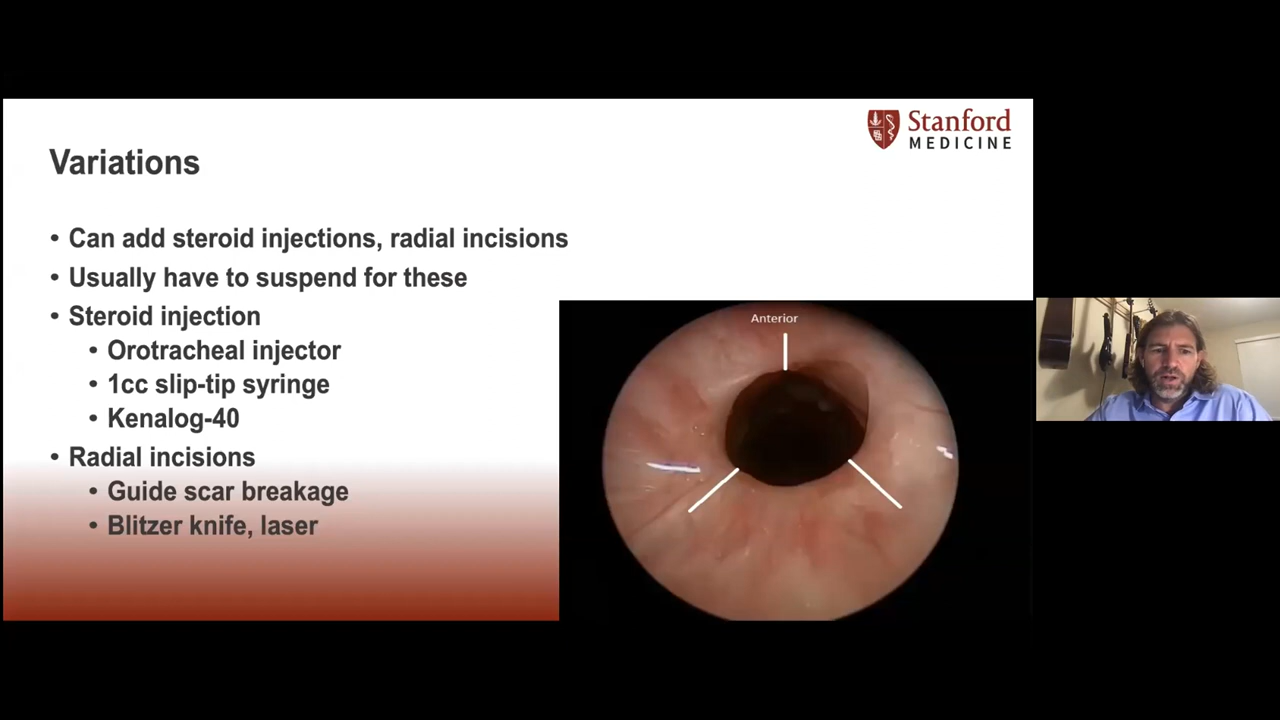 Stanford
MEDICINE
Variations
• Can add steroid injections, radial incisions
• Usually have to suspend for these
• Steroid injection
• Orotracheal injector
• 1cc slip-tip syringe
• Kenalog-40
• Radial incisions
• Guide scar breakage
• Blitzer knife, laser
Anterior